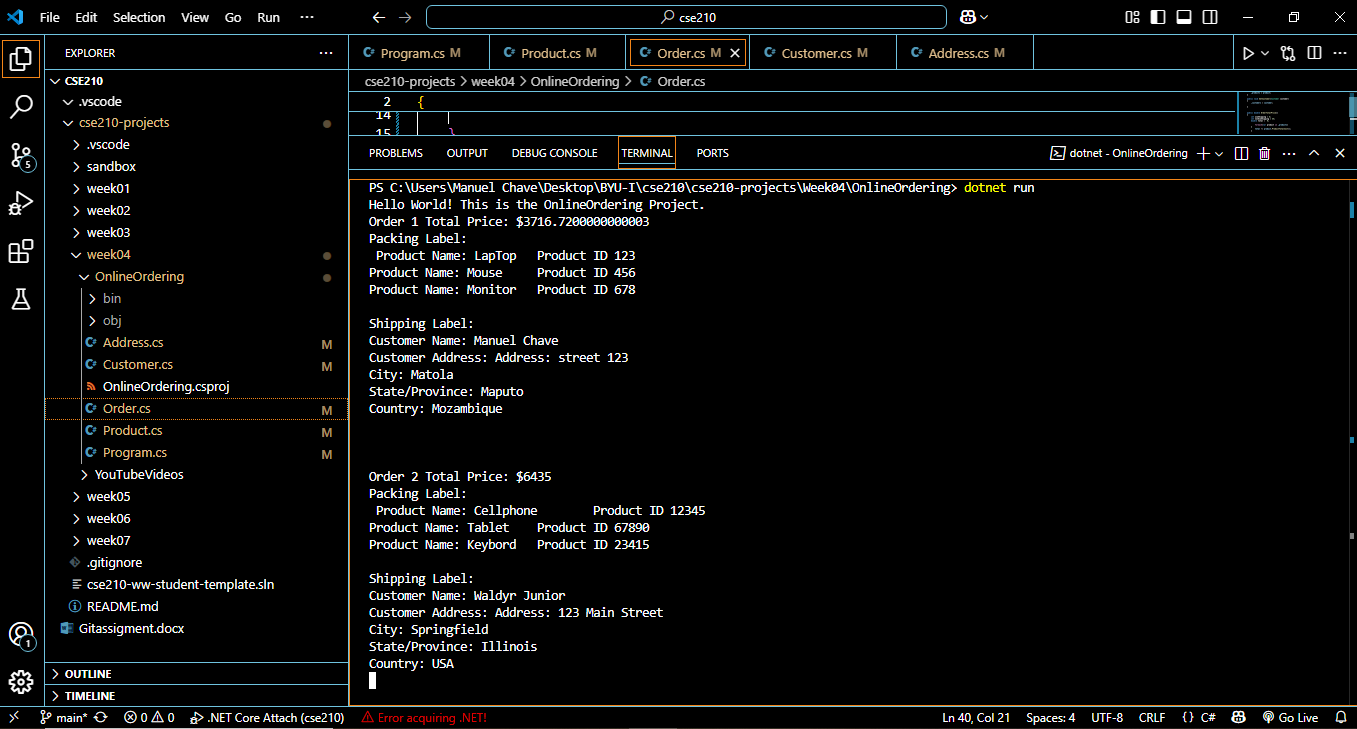 File Edit Selection View Go Run ··· cse210
EXPLORER ···
CSE210
.vscode
cse210-projects
.vscode
sandbox
week01
week02
week03
week04
OnlineOrdering
bin
obj
Address.cs M
Customer.cs M
OnlineOrdering.csproj
Order.cs M
Product.cs M
Program.cs M
YouTubeVideos
week05
week06
week07
.gitignore
cse210-ww-student-template.sln
README.md
Gitassigment.docx
OUTLINE
TIMELINE
5
1
Program.cs M Product.cs M Order.cs M Customer.cs M Address.cs M
cse210-projects > week04 > OnlineOrdering > Order.cs
2 {
14
15 }
PROBLEMS OUTPUT DEBUG CONSOLE TERMINAL PORTS dotnet - OnlineOrdering
PS C:\Users\Manuel Chave\Desktop\BYU-I\cse210\cse210-projects\Week04\OnlineOrdering> dotnet run
Hello World! This is the OnlineOrdering Project.
Order 1 Total Price: $3716.7200000000003
Packing Label:
Product Name: LapTop Product ID 123
Product Name: Mouse Product ID 456
Product Name: Monitor Product ID 678
Shipping Label:
Customer Name: Manuel Chave
Customer Address: Address: street 123
City: Matola
State/Province: Maputo
Country: Mozambique
Order 2 Total Price: $6435
Packing Label:
Product Name: Cellphone Product ID 12345
Product Name: Tablet Product ID 67890
Product Name: Keybord Product ID 23415
Shipping Label:
Customer Name: Waldyr Junior
Customer Address: Address: 123 Main Street
City: Springfield
State/Province: Illinois
Country: USA
main* 0 0 .NET Core Attach (cse210) Error acquiring .NET! Ln 40, Col 21 Spaces: 4 UTF-8 CRLF {} C# Go Live